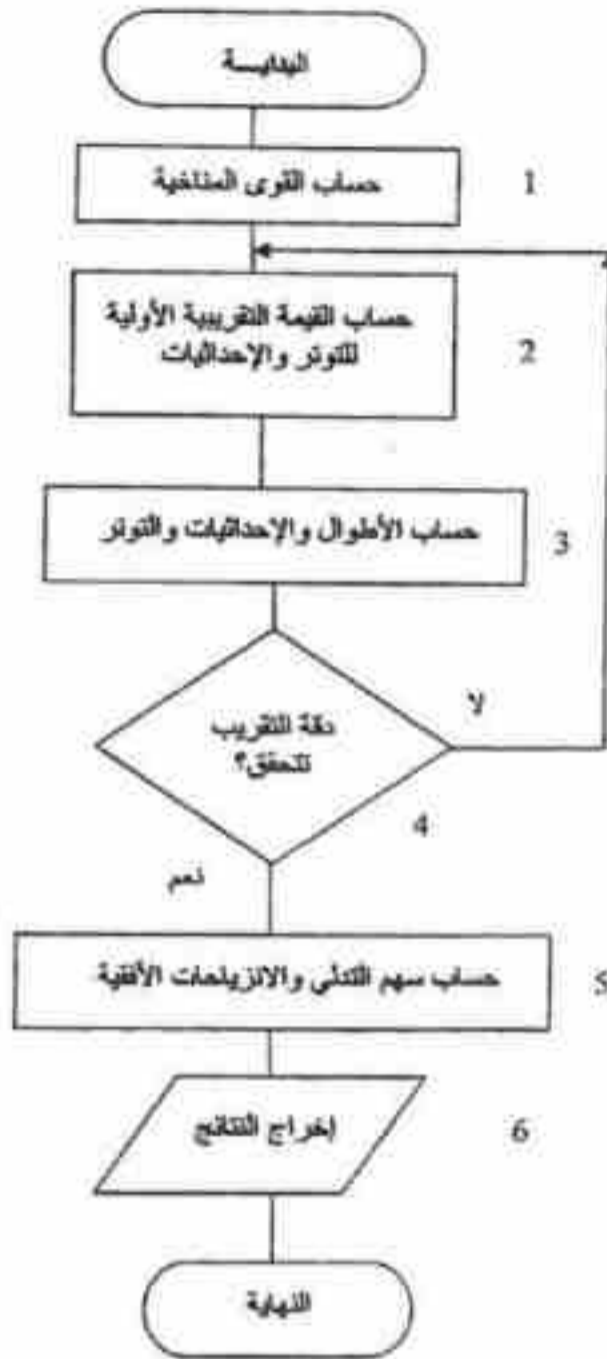 البدايـــة
حساب القوى المناخية
1
حساب القيمة التقريبية الأولية
للتوتر والإحداثيات
2
حساب الأطوال والإحداثيات والتوتر
3
دقة التقريب
تتحقق؟
لا
4
نعم
حساب سهم التدلي والانزياحات الأفقية
5
إخراج النتائج
6
النهاية